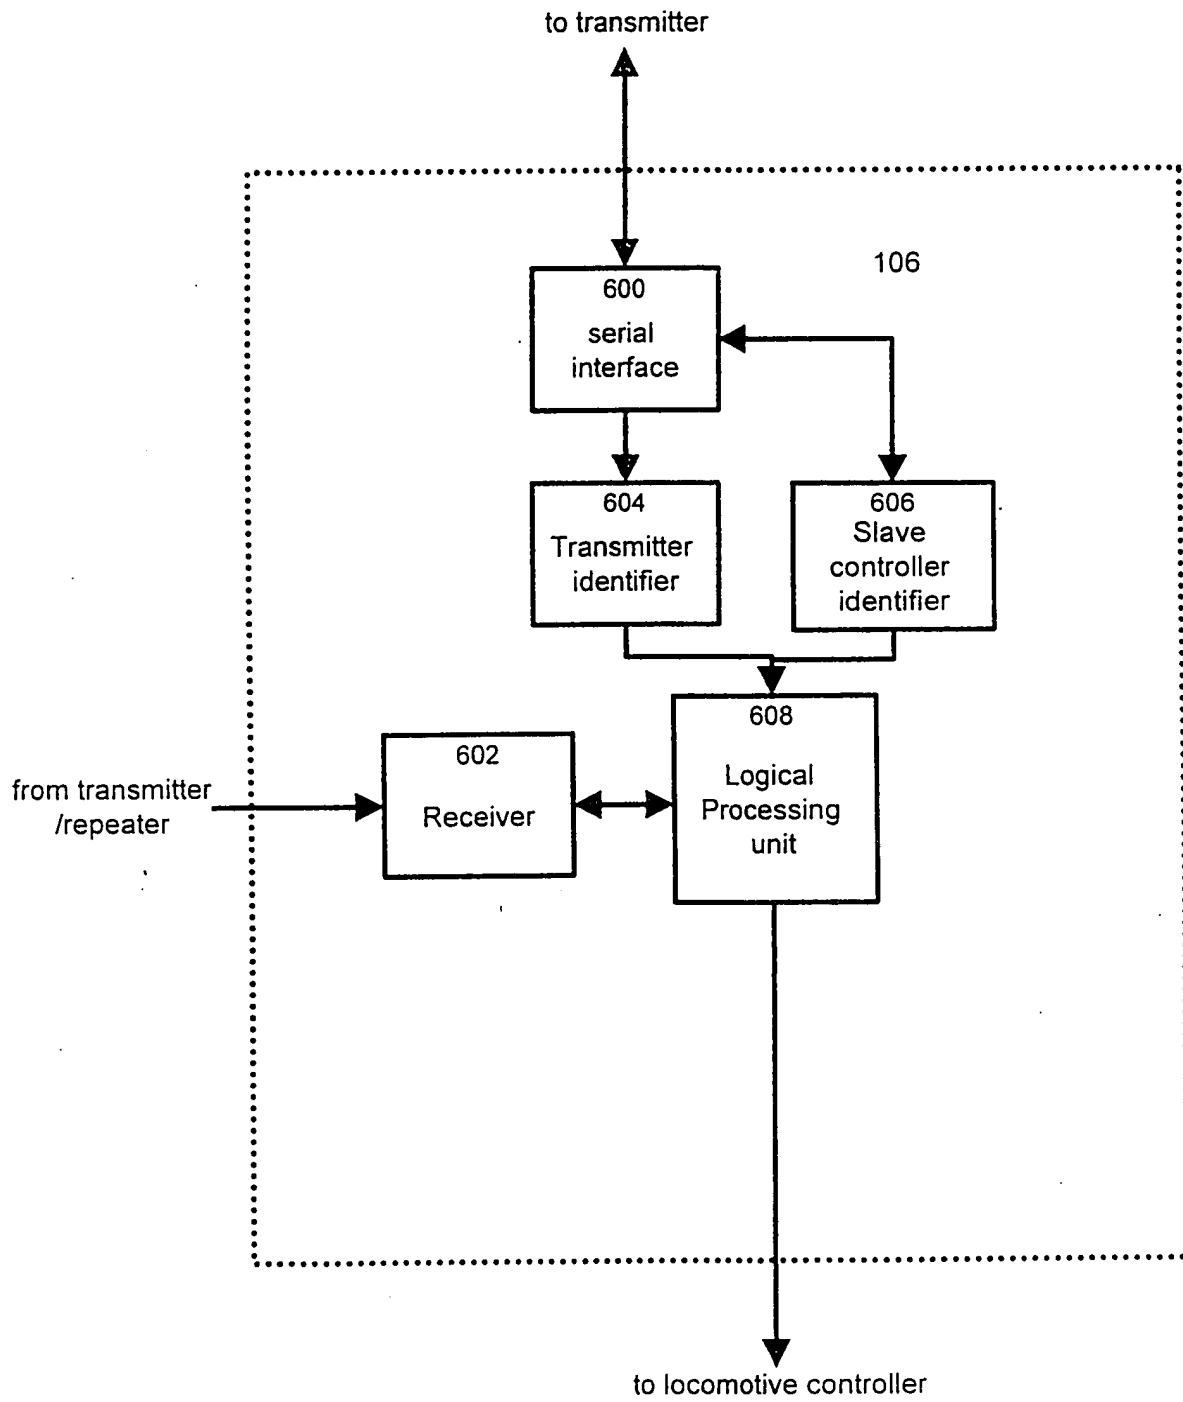 to transmitter
106
600
serial
interface
604
Transmitter
identifier
606
Slave
controller
identifier
608
Logical
Processing
unit
602
Receiver
from transmitter
/repeater
to locomotive controller